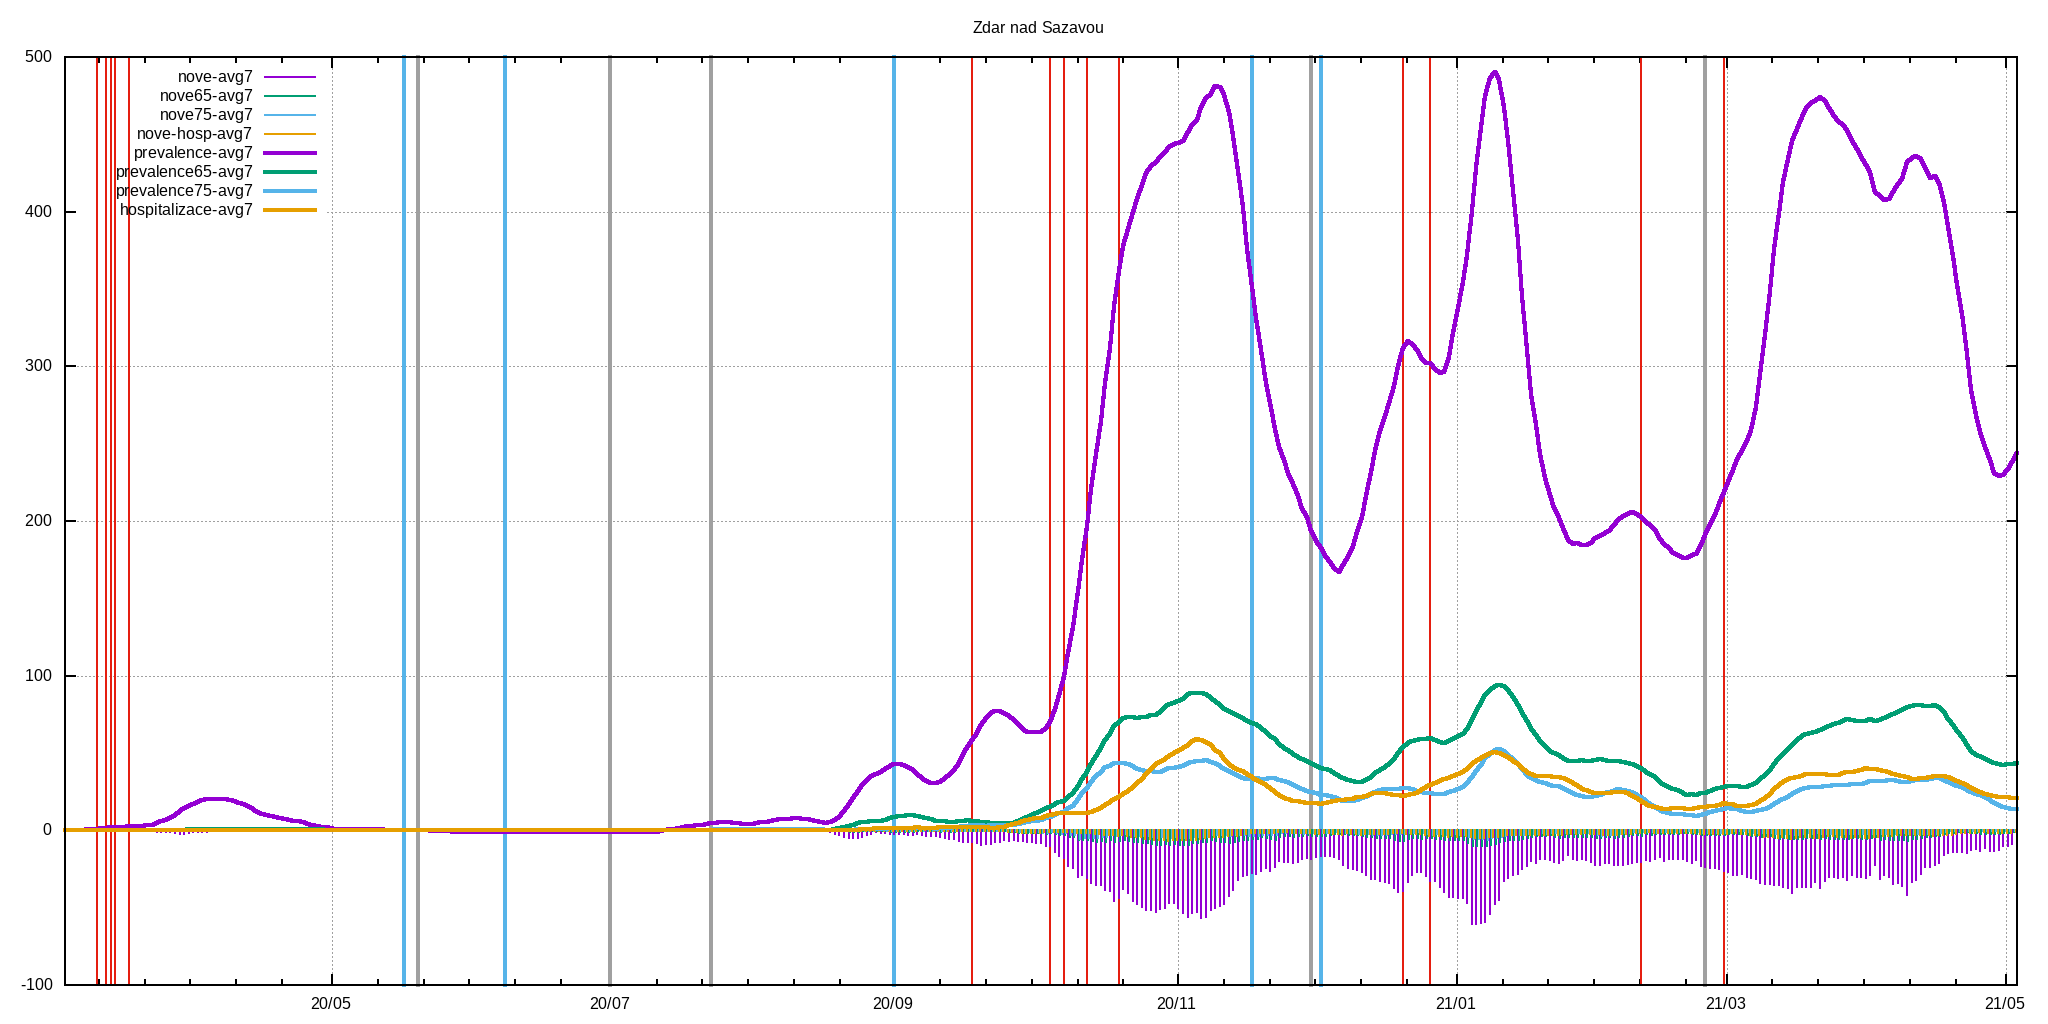 Zdar nad Sazavou
500
400
300
200
100
0
-100
nove-avg7
nove65-avg7
nove75-avg7
nove-hosp-avg7
prevalence-avg7
prevalence65-avg7
prevalence75-avg7
hospitalizace-avg7
20/05
20/07
20/09
20/11
21/01
21/03
21/05